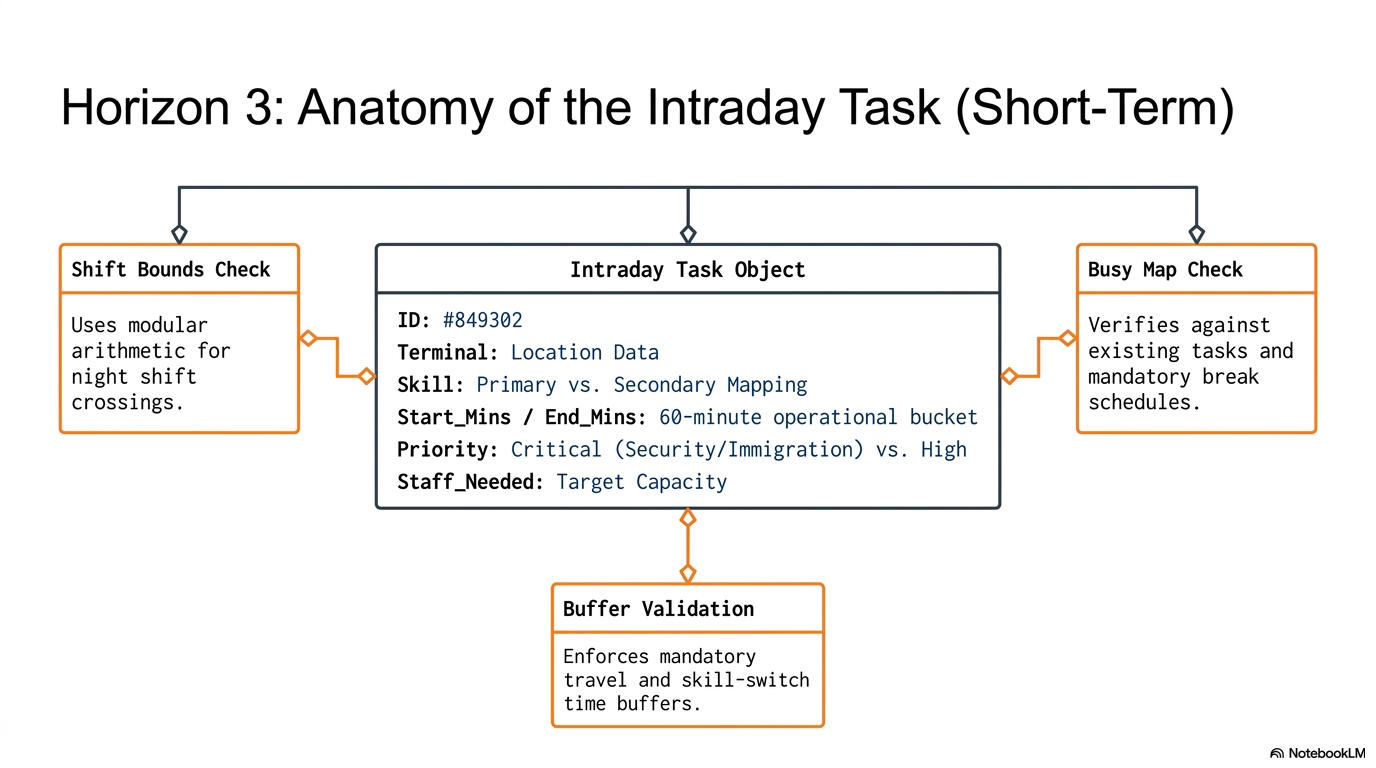 Horizon 3: Anatomy of the Intraday Task (Short-Term)
Shift Bounds Check
Uses modular
arithmetic for
night shift
crossings.
Intraday Task Object
ID: #849302
Terminal: Location Data
Skill: Primary vs. Secondary Mapping
Start_Mins / End_Mins: 60-minute operational bucket
Priority: Critical (Security/Immigration) vs. High
Staff_Needed: Target Capacity
Busy Map Check
Verifies against
existing tasks and
mandatory break
schedules.
Buffer Validation
Enforces mandatory
travel and skill-switch
time buffers.
NotebookLM